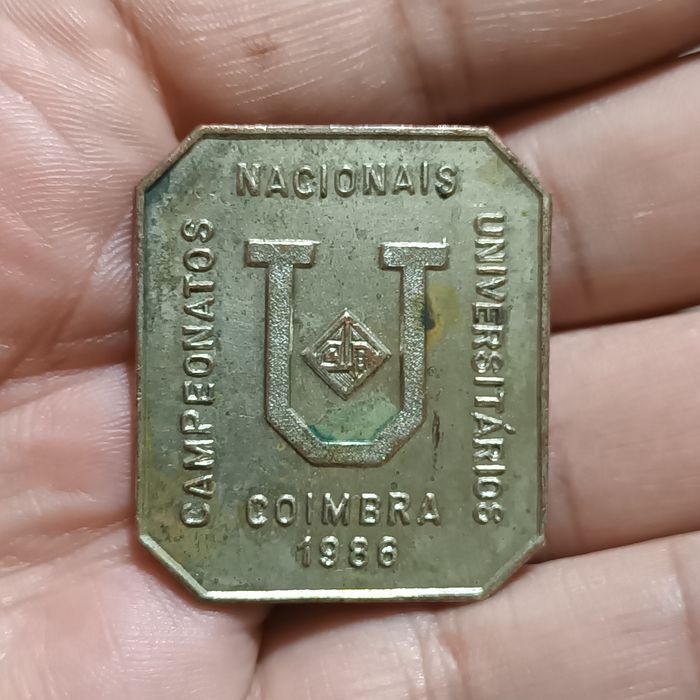 CAMPEONATOS
NACIONAIS
UNIVERSITÁRIOS
U
COIMBRA
1986